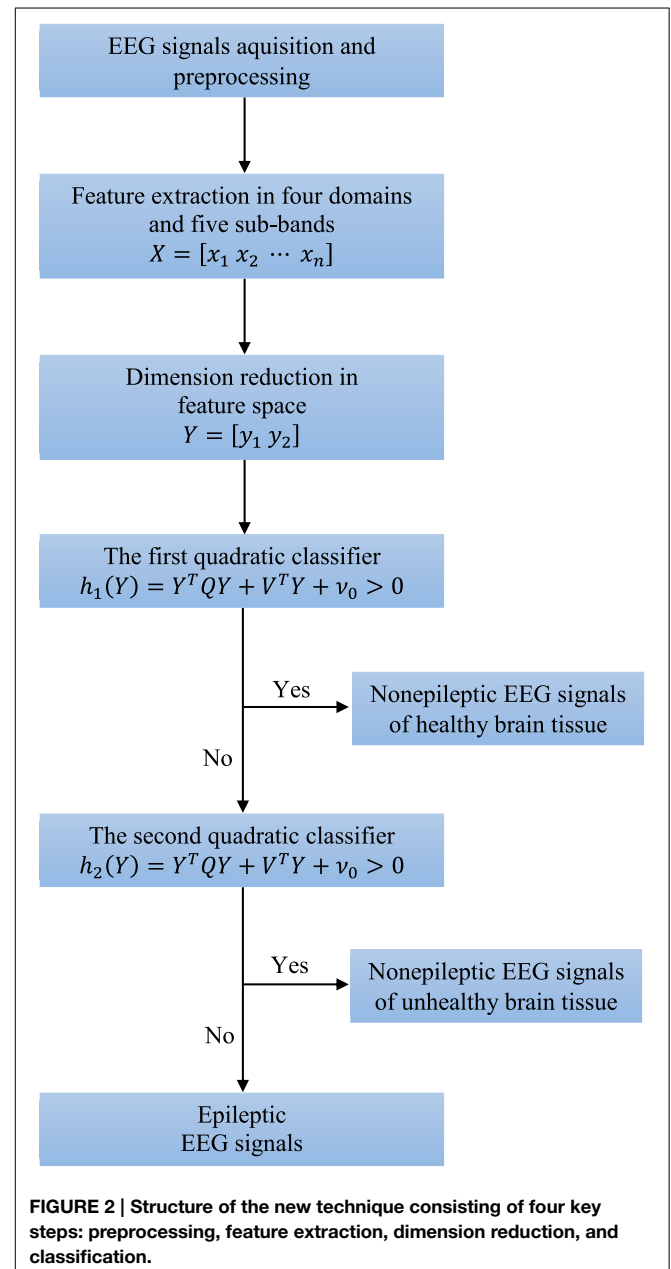 EEG signals aquisition and
preprocessing
Feature extraction in four domains
and five sub-bands
X = [x₁ x₂ ⋯ xₙ]
Dimension reduction in
feature space
Y = [y₁ y₂]
The first quadratic classifier
h₁(Y) = YᵀQY + VᵀY + ν₀ > 0
Yes
Nonepileptic EEG signals
of healthy brain tissue
No
The second quadratic classifier
h₂(Y) = YᵀQY + VᵀY + ν₀ > 0
Yes
Nonepileptic EEG signals
of unhealthy brain tissue
No
Epileptic
EEG signals
FIGURE 2 | Structure of the new technique consisting of four key
steps: preprocessing, feature extraction, dimension reduction, and
classification.